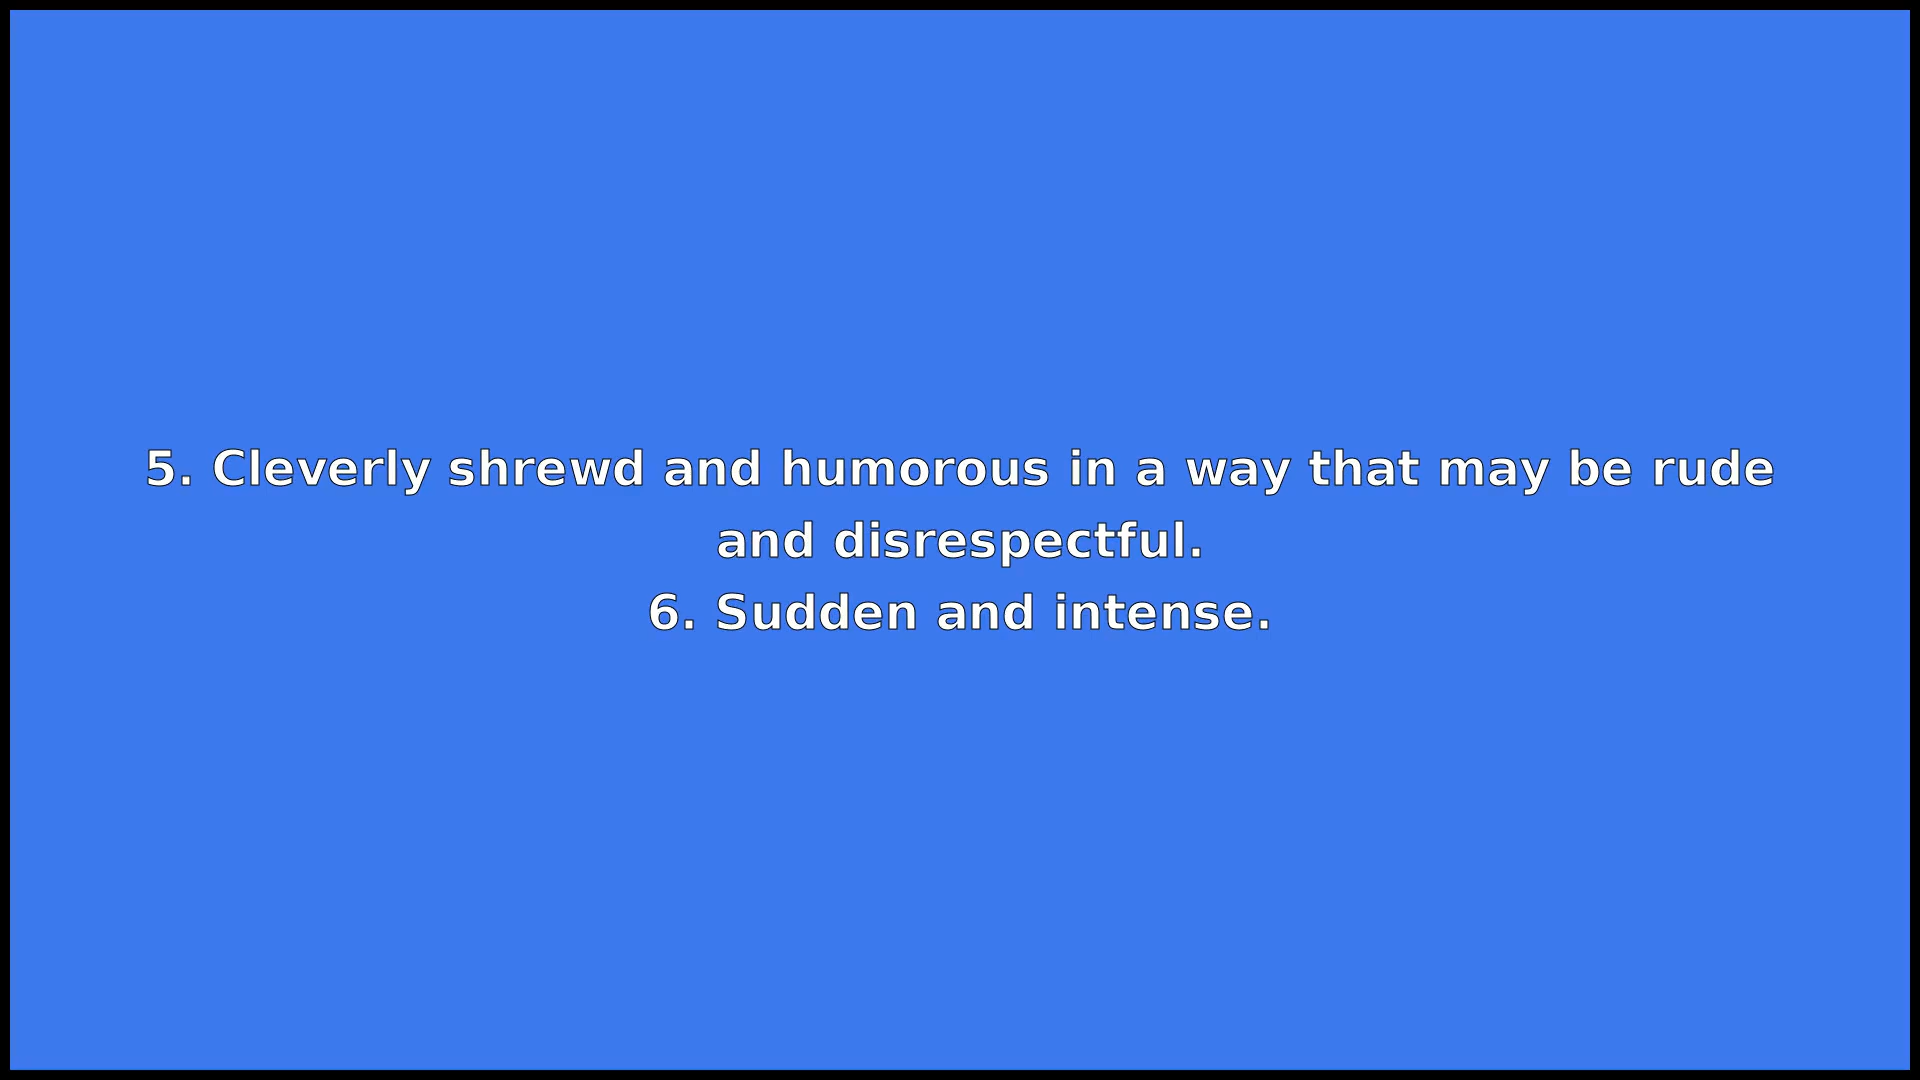 5. Cleverly shrewd and humorous in a way that may be rude
and disrespectful.
6. Sudden and intense.